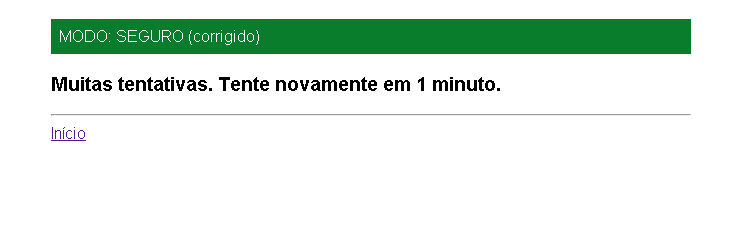 MODO: SEGURO (corrigido)
Muitas tentativas. Tente novamente em 1 minuto.
Início